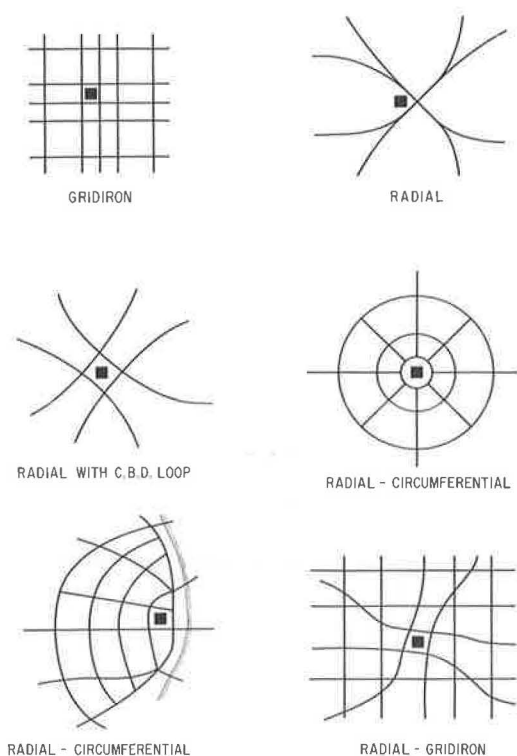 GRIDIRON
RADIAL
RADIAL WITH C.B.D. LOOP
RADIAL - CIRCUMFERENTIAL
RADIAL - CIRCUMFERENTIAL
RADIAL - GRIDIRON